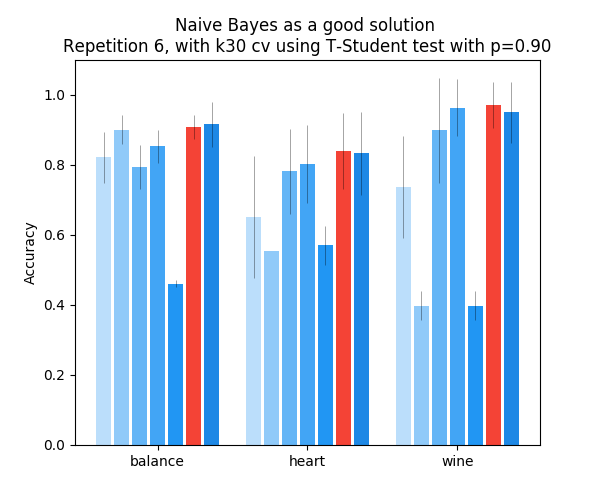 Naive Bayes as a good solution
Repetition 6, with k30 cv using T-Student test with p=0.90
1.0
0.8
0.6
0.4
0.2
0.0
Accuracy
balance heart wine